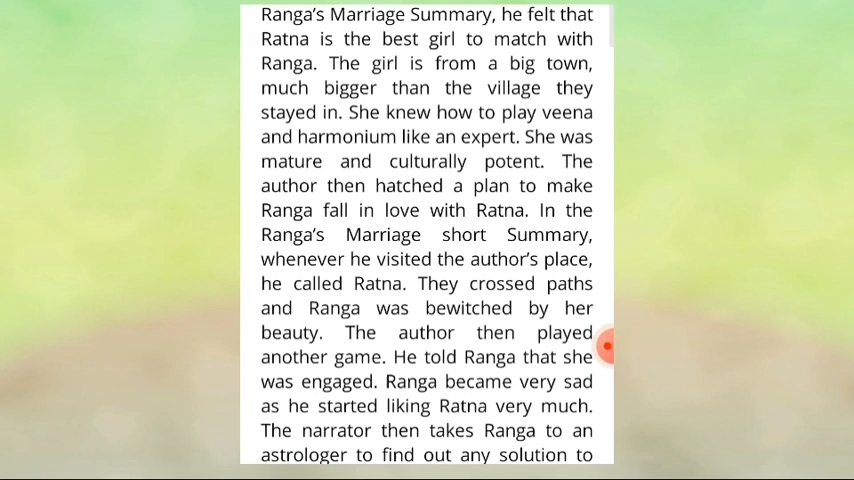 Ranga’s Marriage Summary, he felt that
Ratna is the best girl to match with
Ranga. The girl is from a big town,
much bigger than the village they
stayed in. She knew how to play veena
and harmonium like an expert. She was
mature and culturally potent. The
author then hatched a plan to make
Ranga fall in love with Ratna. In the
Ranga’s Marriage short Summary,
whenever he visited the author’s place,
he called Ratna. They crossed paths
and Ranga was bewitched by her
beauty. The author then played
another game. He told Ranga that she
was engaged. Ranga became very sad
as he started liking Ratna very much.
The narrator then takes Ranga to an
astrologer to find out any solution to